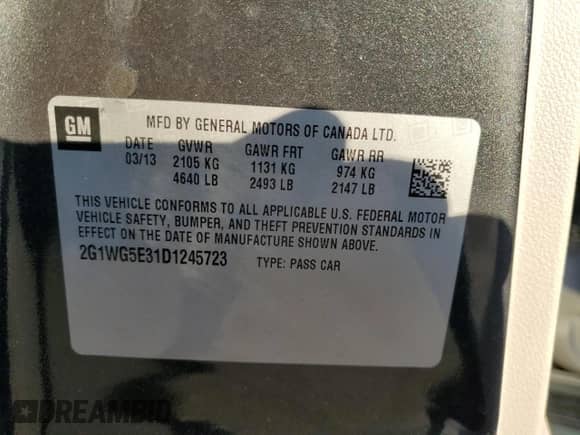 GM
MFD BY GENERAL MOTORS OF CANADA LTD.
DATE GVWR GAWR FRT GAWR RR
03/13 2105 KG 1131 KG 974 KG
4640 LB 2493 LB 2147 LB
THIS VEHICLE CONFORMS TO ALL APPLICABLE U.S. FEDERAL MOTOR
VEHICLE SAFETY, BUMPER, AND THEFT PREVENTION STANDARDS IN
EFFECT ON THE DATE OF MANUFACTURE SHOWN ABOVE.
2G1WG5E31D1245723 TYPE: PASS CAR
DREAMBID